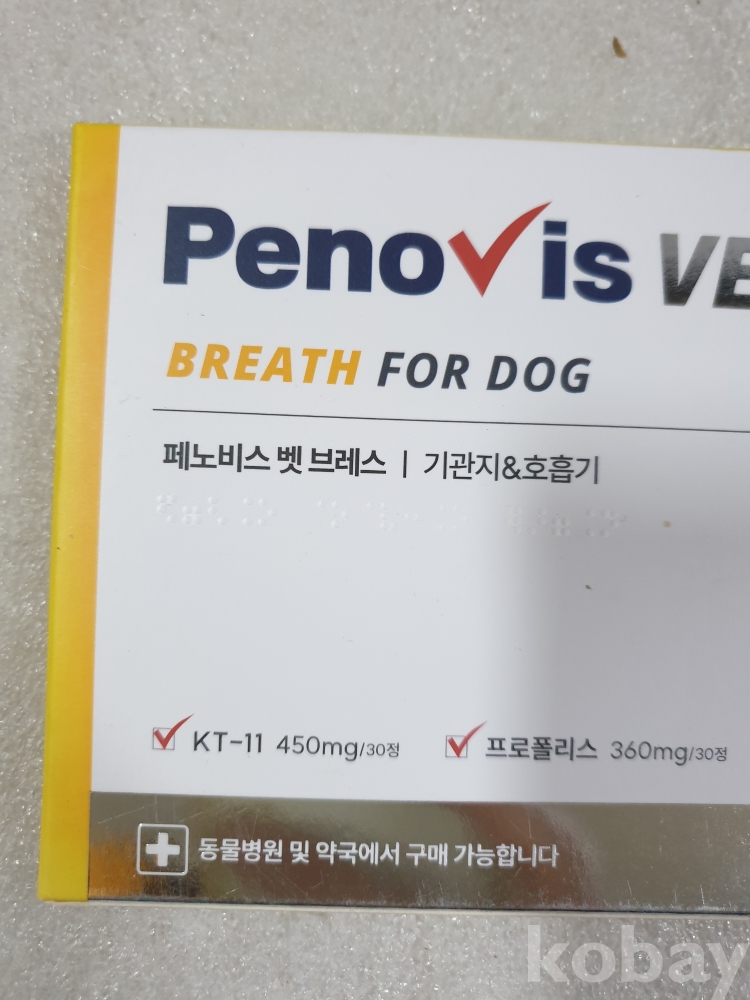 Penovis VE
BREATH FOR DOG
페노비스 벳 브레스 | 기관지&호흡기
KT-11 450mg/30정 프로폴리스 360mg/30정
동물병원 및 약국에서 구매 가능합니다
kobay